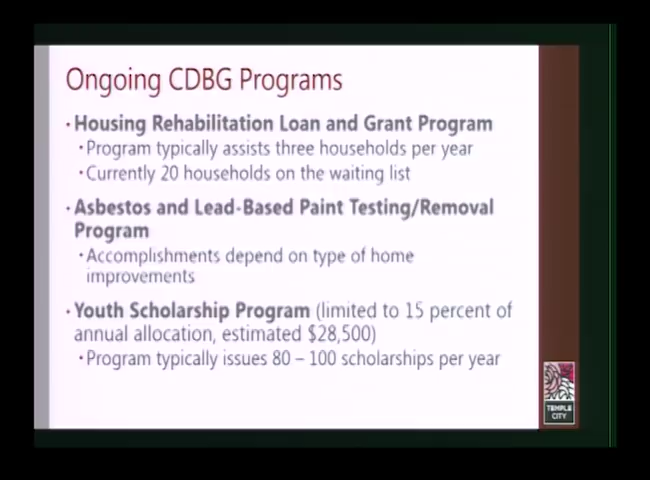 Ongoing CDBG Programs
· Housing Rehabilitation Loan and Grant Program
· Program typically assists three households per year
· Currently 20 households on the waiting list
· Asbestos and Lead-Based Paint Testing/Removal
Program
· Accomplishments depend on type of home
improvements
· Youth Scholarship Program (limited to 15 percent of
annual allocation, estimated $28,500)
· Program typically issues 80 – 100 scholarships per year
TEMPLE
CITY